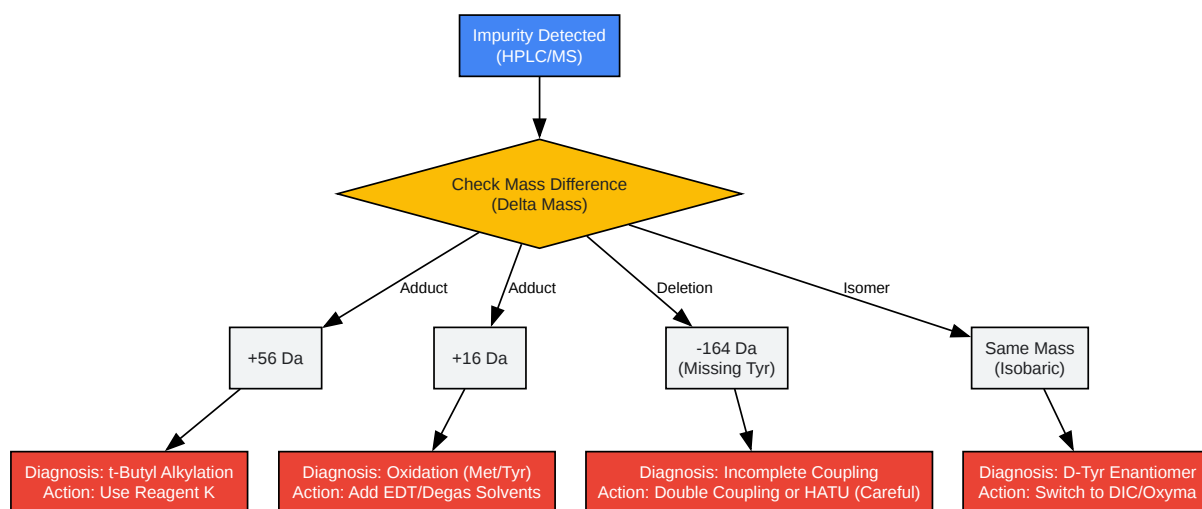 Impurity Detected
(HPLC/MS)
Check Mass Difference
(Delta Mass)
Adduct
Adduct
Deletion
Isomer
+56 Da
+16 Da
-164 Da
(Missing Tyr)
Same Mass
(Isobaric)
Diagnosis: t-Butyl Alkylation
Action: Use Reagent K
Diagnosis: Oxidation (Met/Tyr)
Action: Add EDT/Degas Solvents
Diagnosis: Incomplete Coupling
Action: Double Coupling or HATU (Careful)
Diagnosis: D-Tyr Enantiomer
Action: Switch to DIC/Oxyma